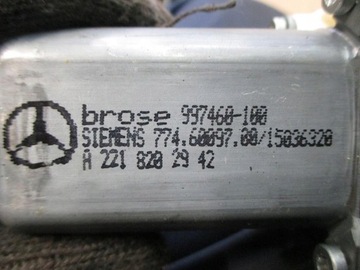 brose 997460-100
SIEMENS 774.60097.00/15036320
A 221 820 29 42